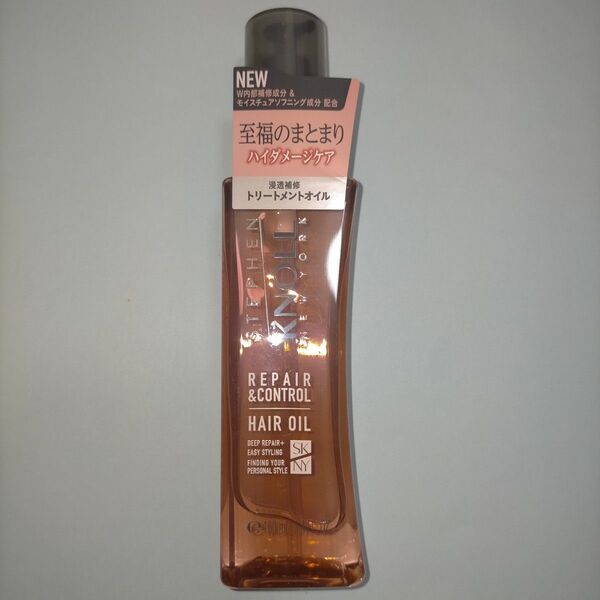 NEW
W内部補修成分 &
モイスチュアソフニング成分 配合
至福のまとまり
ハイダメージケア
浸透補修
トリートメントオイル
STEPHEN
KNOLL
NEW YORK
REPAIR
&CONTROL
HAIR OIL
DEEP REPAIR+
EASY STYLING
FINDING YOUR
PERSONAL STYLE
SK
NY